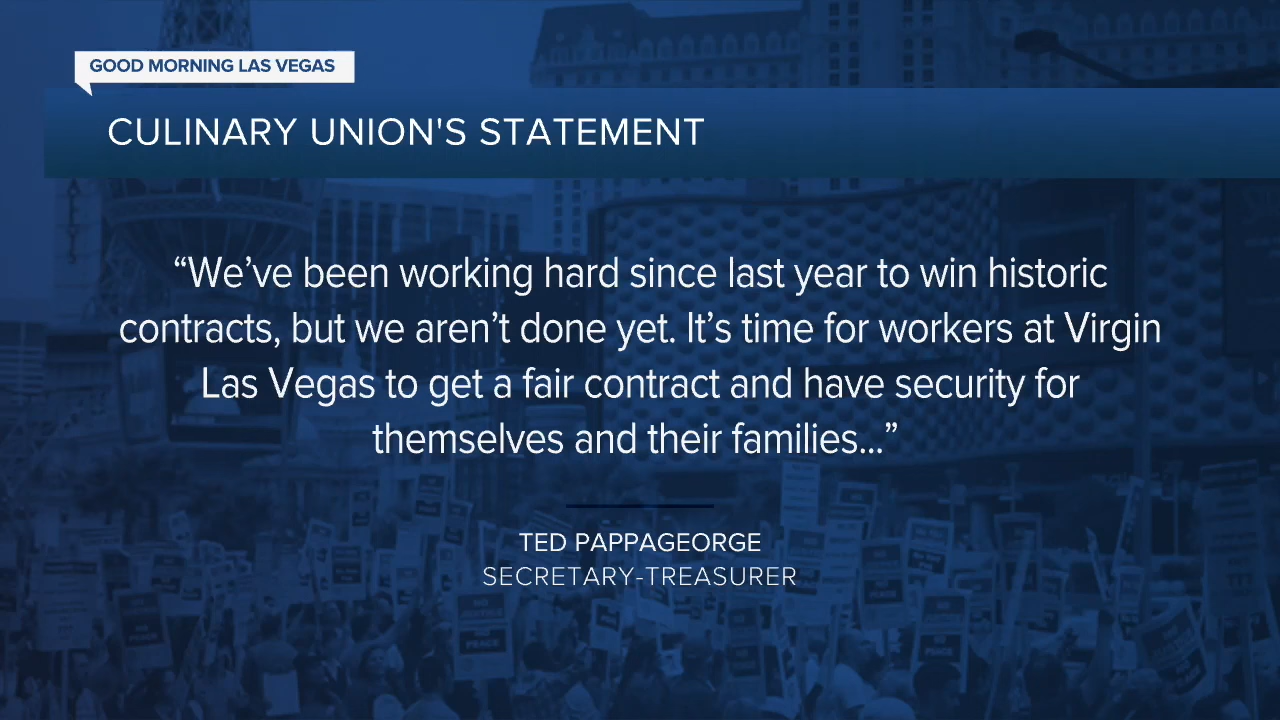 GOOD MORNING LAS VEGAS
CULINARY UNION'S STATEMENT
“We’ve been working hard since last year to win historic
contracts, but we aren’t done yet. It’s time for workers at Virgin
Las Vegas to get a fair contract and have security for
themselves and their families...”
TED PAPPAGEORGE
SECRETARY-TREASURER
NO
PEACE